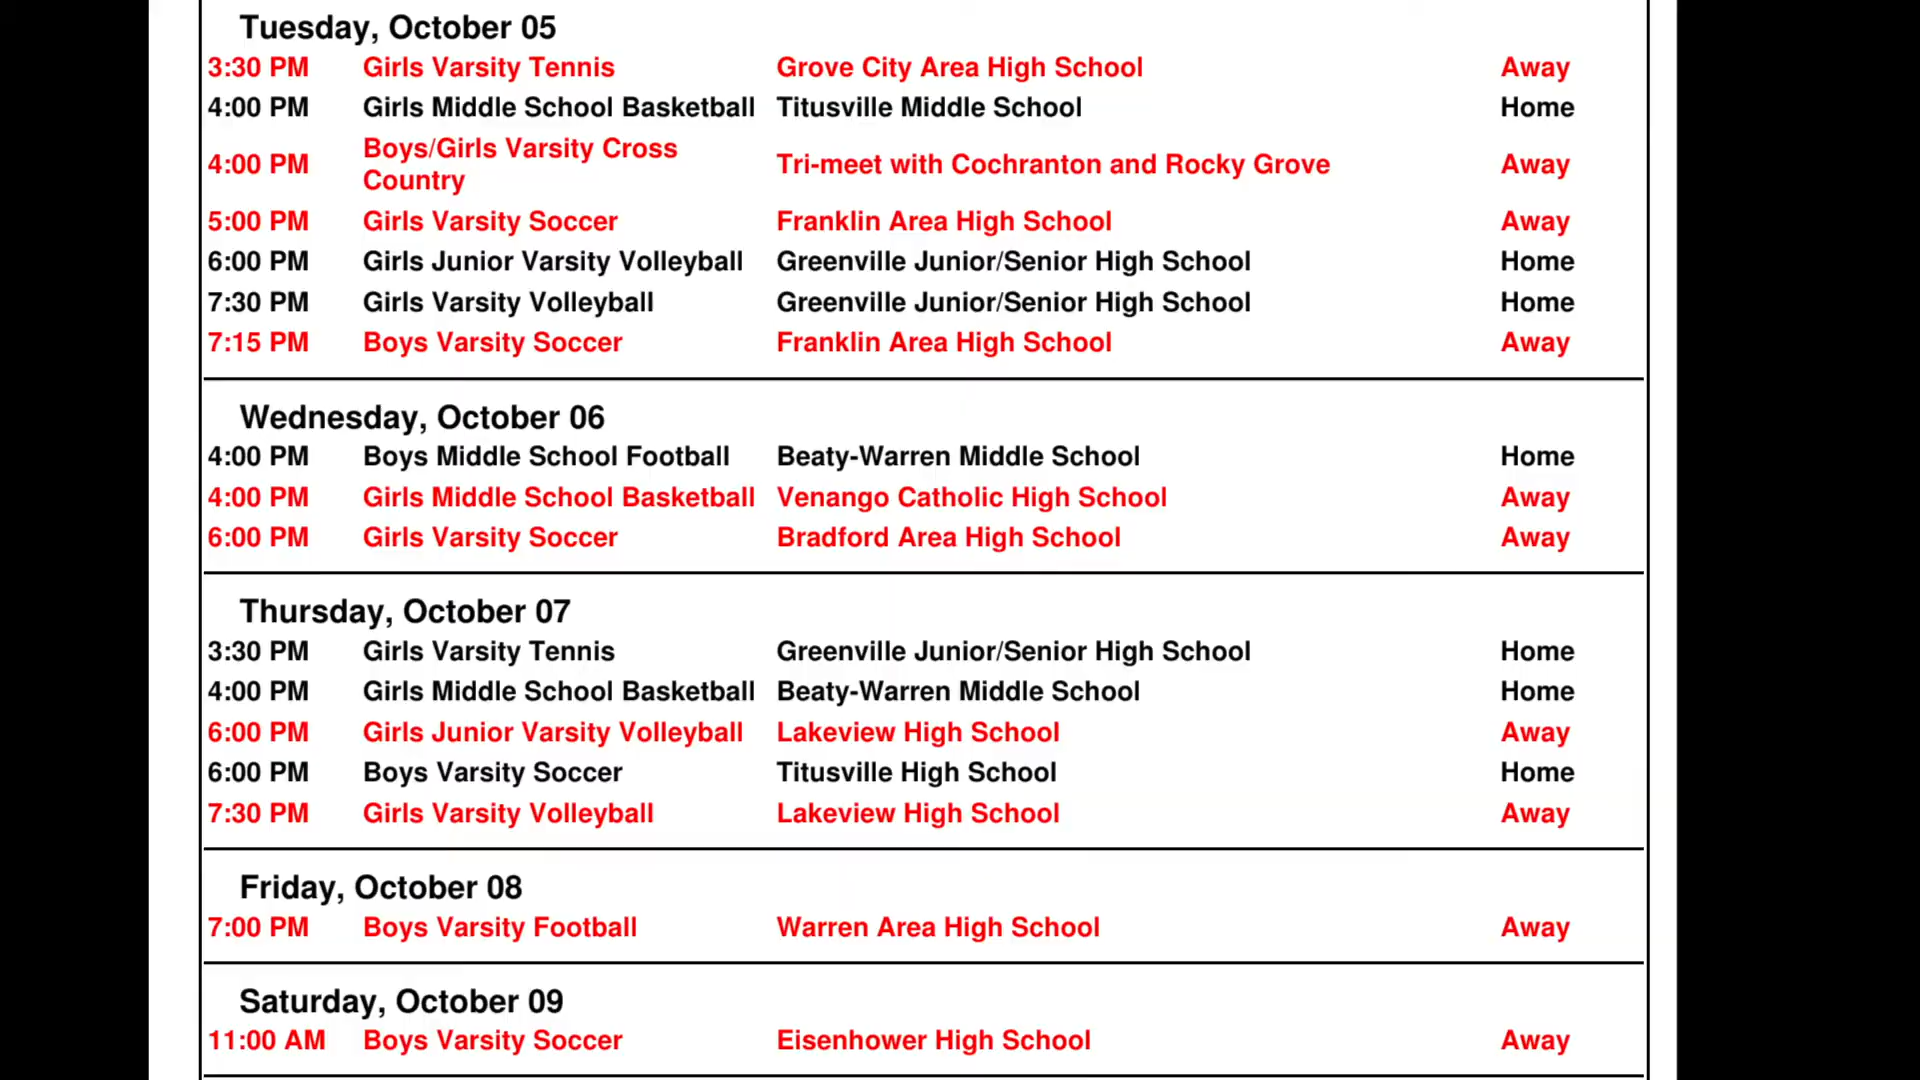 Tuesday, October 05
3:30 PM Girls Varsity Tennis Grove City Area High School Away
4:00 PM Girls Middle School Basketball Titusville Middle School Home
4:00 PM Boys/Girls Varsity Cross Country Tri-meet with Cochranton and Rocky Grove Away
5:00 PM Girls Varsity Soccer Franklin Area High School Away
6:00 PM Girls Junior Varsity Volleyball Greenville Junior/Senior High School Home
7:30 PM Girls Varsity Volleyball Greenville Junior/Senior High School Home
7:15 PM Boys Varsity Soccer Franklin Area High School Away
Wednesday, October 06
4:00 PM Boys Middle School Football Beaty-Warren Middle School Home
4:00 PM Girls Middle School Basketball Venango Catholic High School Away
6:00 PM Girls Varsity Soccer Bradford Area High School Away
Thursday, October 07
3:30 PM Girls Varsity Tennis Greenville Junior/Senior High School Home
4:00 PM Girls Middle School Basketball Beaty-Warren Middle School Home
6:00 PM Girls Junior Varsity Volleyball Lakeview High School Away
6:00 PM Boys Varsity Soccer Titusville High School Home
7:30 PM Girls Varsity Volleyball Lakeview High School Away
Friday, October 08
7:00 PM Boys Varsity Football Warren Area High School Away
Saturday, October 09
11:00 AM Boys Varsity Soccer Eisenhower High School Away